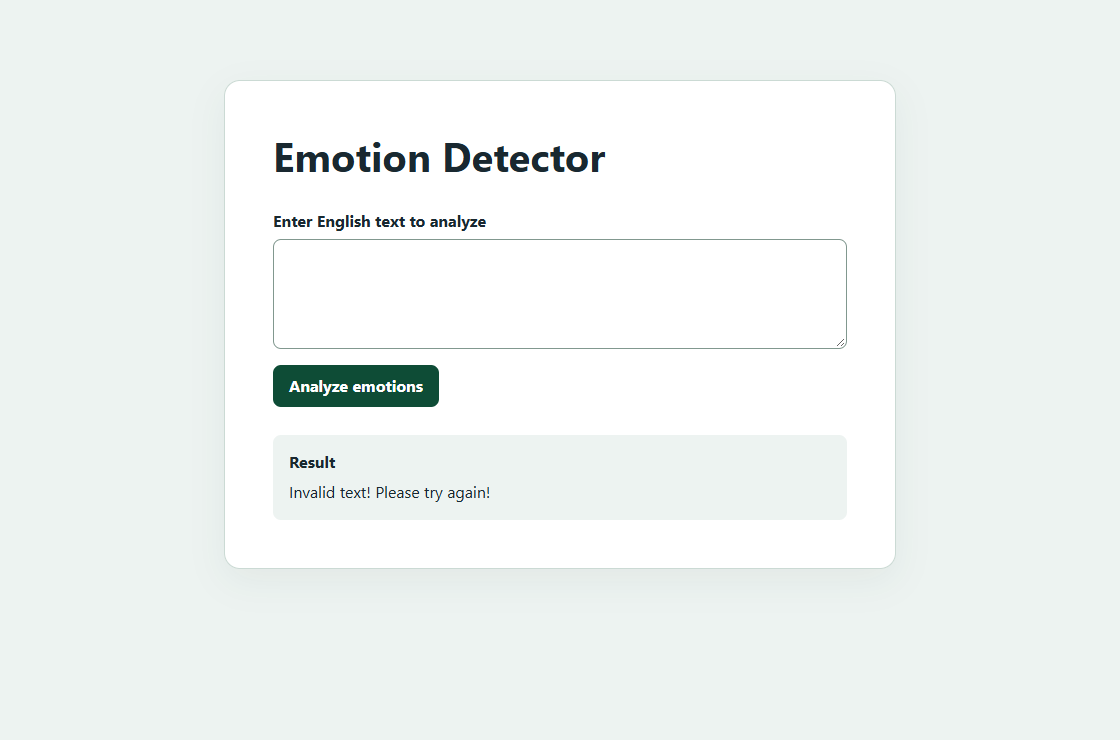 Emotion Detector
Enter English text to analyze
Analyze emotions
Result
Invalid text! Please try again!